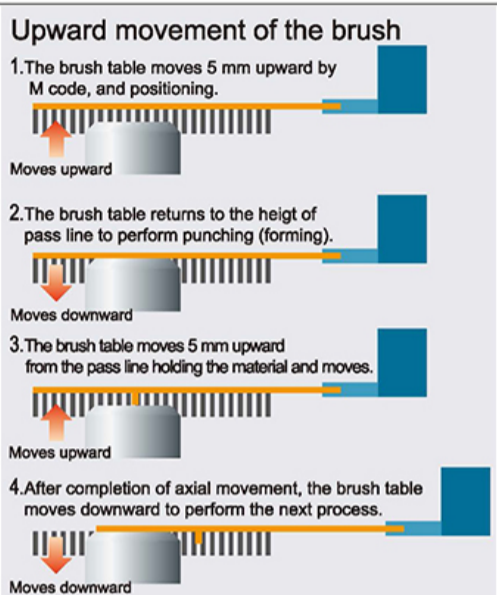 Upward movement of the brush
1.The brush table moves 5 mm upward by
M code, and positioning.
Moves upward
2.The brush table returns to the heigt of
pass line to perform punching (forming).
Moves downward
3.The brush table moves 5 mm upward
from the pass line holding the material and moves.
Moves upward
4.After completion of axial movement, the brush table
moves downward to perform the next process.
Moves downward